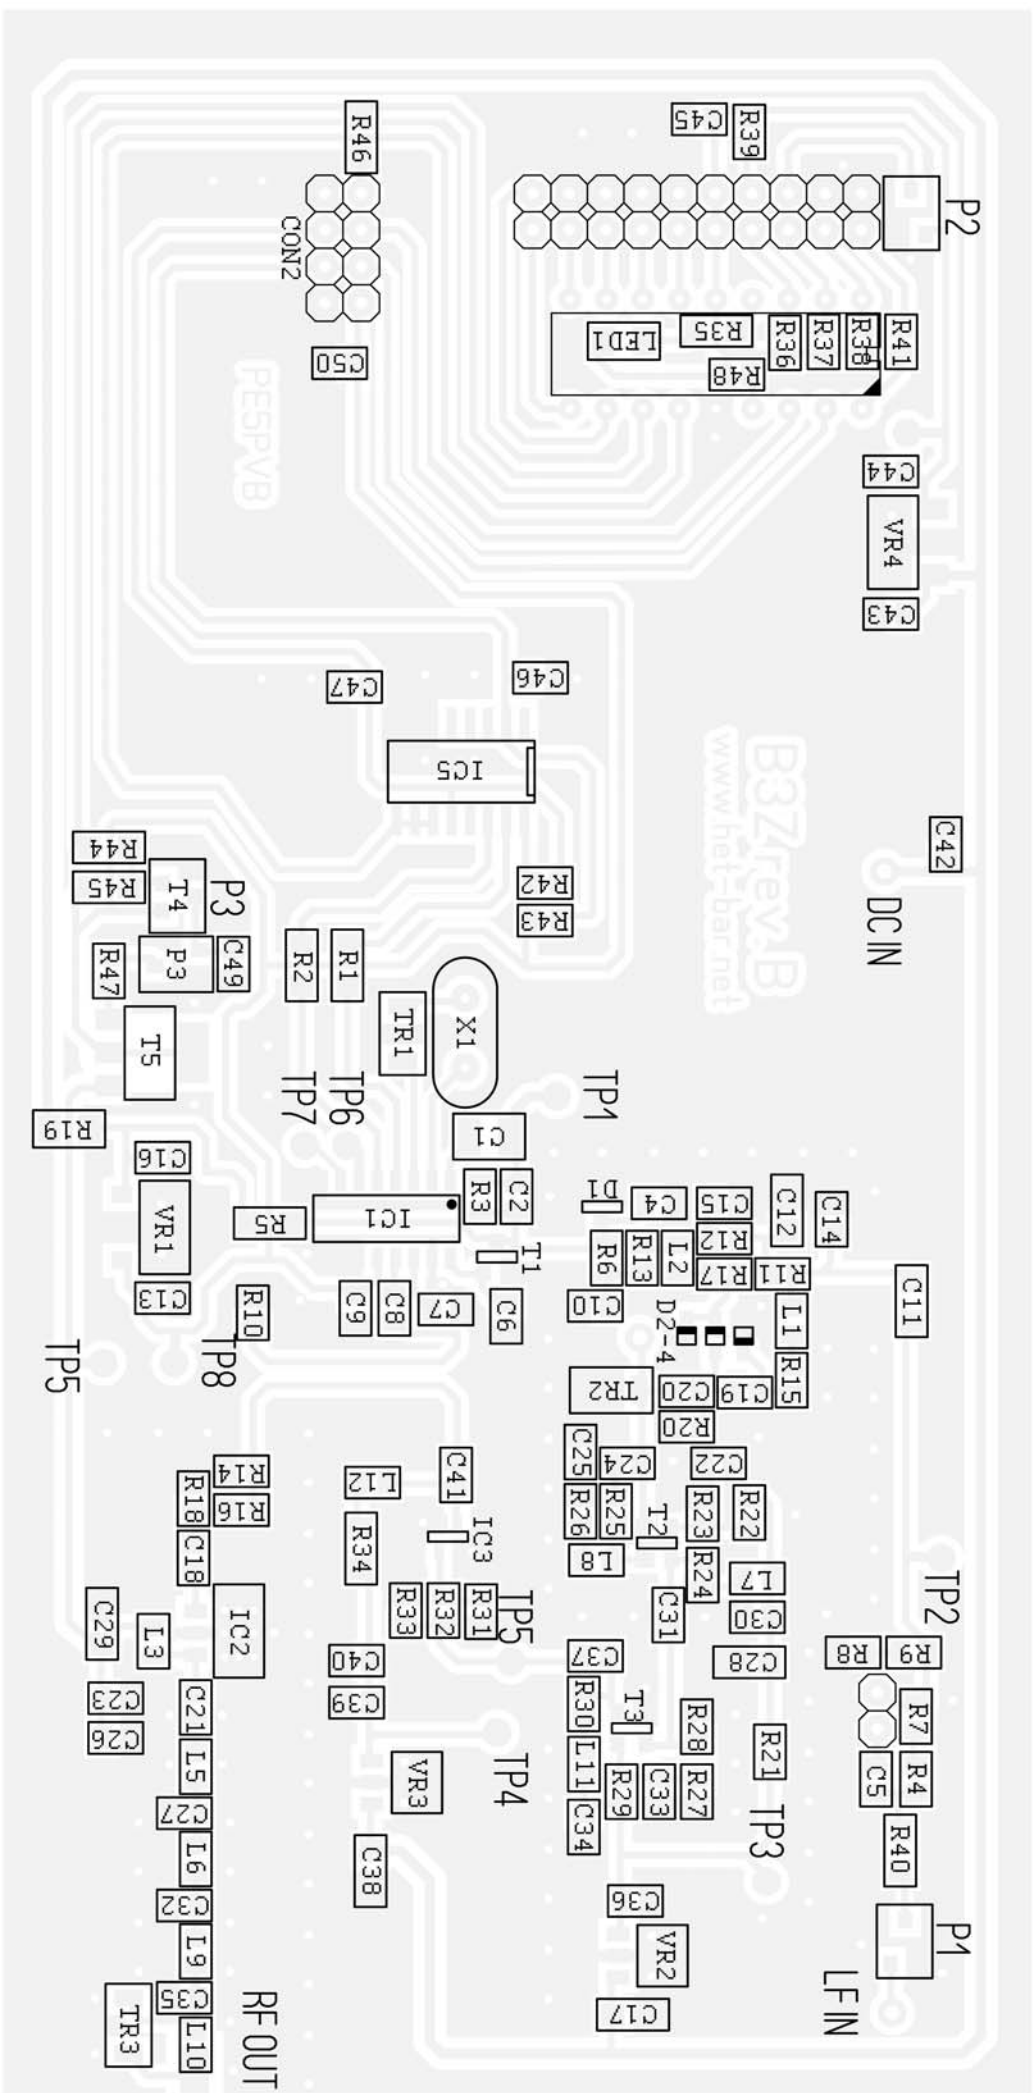 R46
C45
R39
P2
CON2
C50
LED1
R35
R48
R36
R37
R38
R41
PE5PVB
C44
VR4
C43
C47
C46
IC5
B3Z rev.B
www.het-bar.net
C42
DC IN
R44
R45
T4
P3
R42
R43
R47
P3
C49
R2
R1
TR1
X1
T5
TP7
TP6
TP1
R19
C1
C16
VR1
C13
R5
IC1
R3
C2
D1
C4
C15
C12
C14
T1
R6
R13
L2
R12
R17
R11
C11
R10
C9
C8
C7
C6
C10
D2-4
L1
R15
TP5
TP8
TR2
C20
C19
R20
C25
C24
C22
R14
R16
R18
C18
L12
C41
R34
IC3
R26
R25
T2
R23
R22
L8
R24
L7
TP2
C29
L3
IC2
R33
R32
R31
TP5
C31
C30
C40
C39
C37
C28
R8
R9
C23
C26
C21
R30
T3
R28
R7
L5
VR3
TP4
L11
R29
C33
R27
R21
C5
R4
C27
C34
TP3
L6
C38
R40
C32
C36
L9
VR2
P1
C35
TR3
L10
RF OUT
C17
LF IN